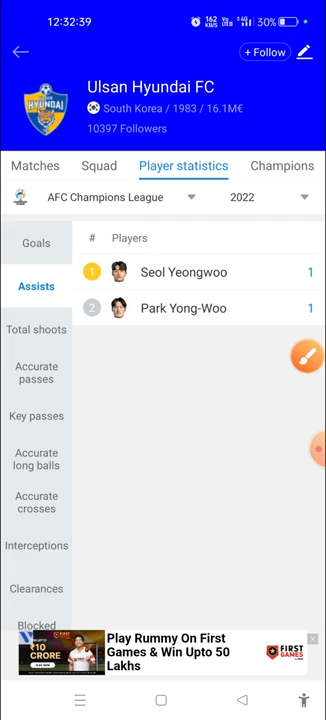 12:32:39
162 KB/S
30%
+ Follow
Ulsan Hyundai FC
South Korea / 1983 / 16.1M€
10397 Followers
HYUNDAI
Matches Squad Player statistics Champions
AFC Champions League 2022
Goals
# Players
Assists
1 Seol Yeongwoo 1
2 Park Yong-Woo 1
Total shoots
Accurate
passes
Key passes
Accurate
long balls
Accurate
crosses
Interceptions
Clearances
Blocked
₹10
CRORE
Play Rummy On First
Games & Win Upto 50
Lakhs
FIRST
GAMES